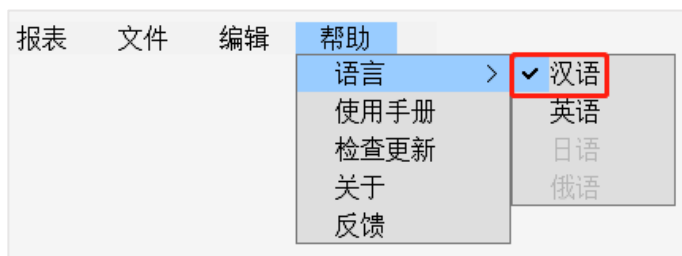 报表 文件 编辑 帮助
语言 > ✓ 汉语
使用手册 英语
检查更新 日语
关于 俄语
反馈